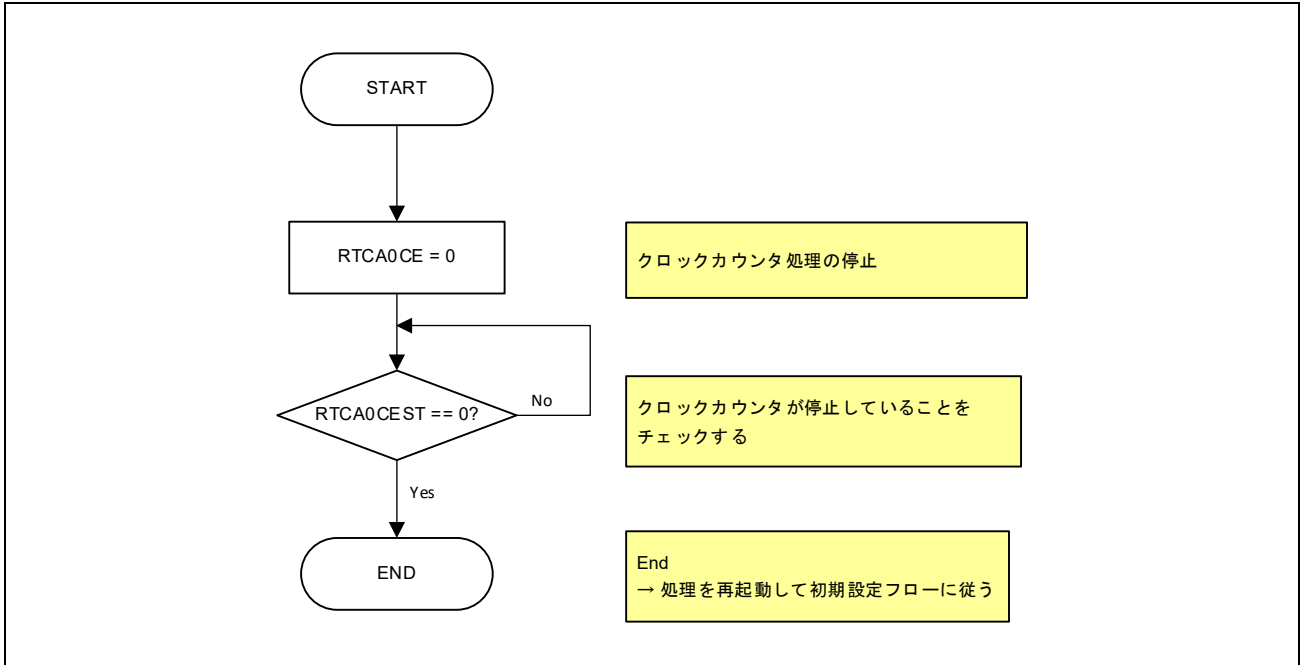 START
RTCA0CE = 0
クロックカウンタ処理の停止
RTCA0CEST == 0?
No
クロックカウンタが停止していることを
チェックする
Yes
END
End
→ 処理を再起動して初期設定フローに従う